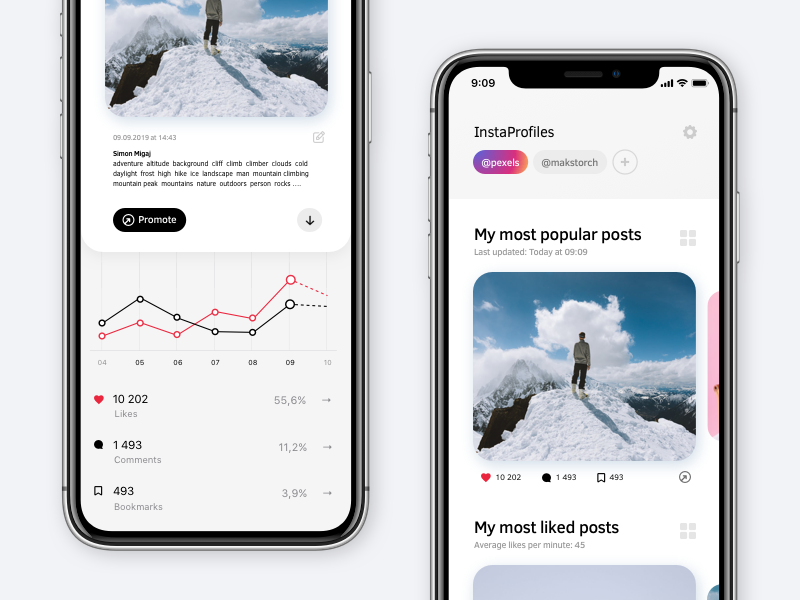 09.09.2019 at 14:43
Simon Migaj
adventure altitude background cliff climb climber clouds cold
daylight frost high hike ice landscape man mountain climbing
mountain peak mountains nature outdoors person rocks ....
Promote
04 05 06 07 08 09 10
10 202 55,6%
Likes
1 493 11,2%
Comments
493 3,9%
Bookmarks
9:09
InstaProfiles
@pexels @makstorch
My most popular posts
Last updated: Today at 09:09
10 202 1 493 493
My most liked posts
Average likes per minute: 45